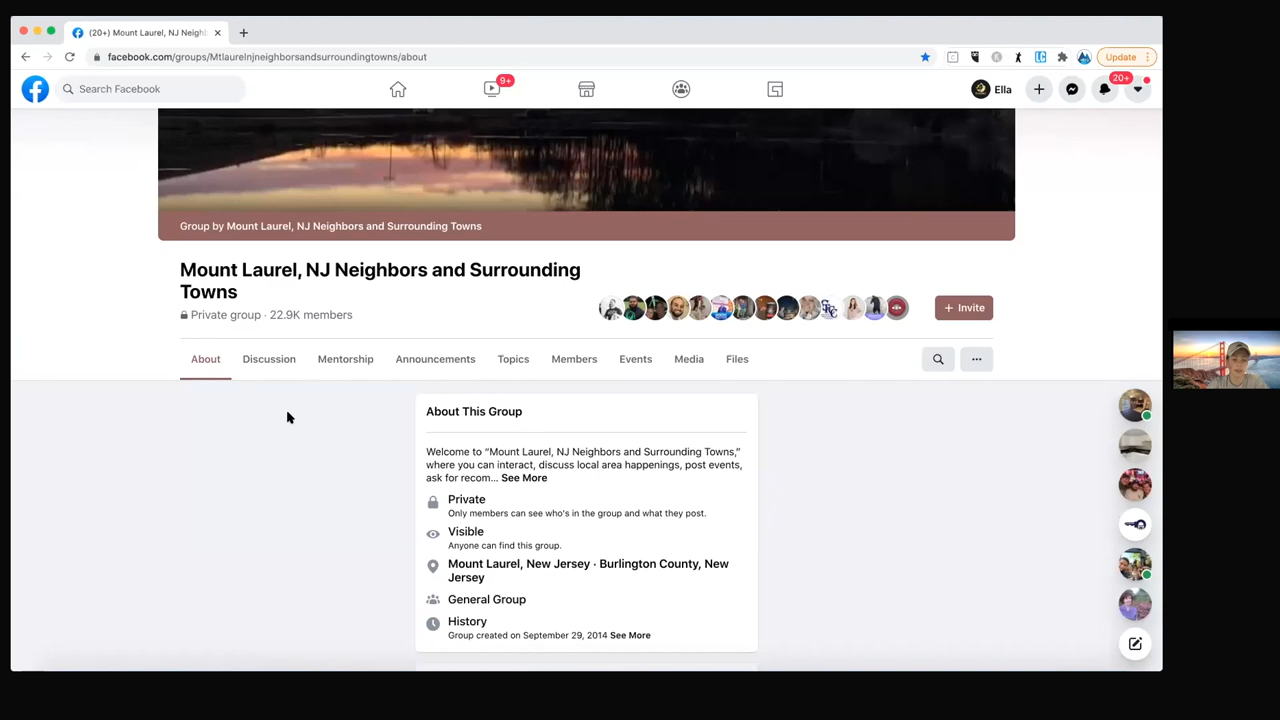 (20+) Mount Laurel, NJ Neighb
facebook.com/groups/Mtlaurelnjneighborsandsurroundingtowns/about
Update
Search Facebook
9+
Ella
20+
Group by Mount Laurel, NJ Neighbors and Surrounding Towns
Mount Laurel, NJ Neighbors and Surrounding
Towns
Private group · 22.9K members
+ Invite
About Discussion Mentorship Announcements Topics Members Events Media Files
About This Group
Welcome to “Mount Laurel, NJ Neighbors and Surrounding Towns,”
where you can interact, discuss local area happenings, post events,
ask for recom... See More
Private
Only members can see who's in the group and what they post.
Visible
Anyone can find this group.
Mount Laurel, New Jersey · Burlington County, New
Jersey
General Group
History
Group created on September 29, 2014 See More